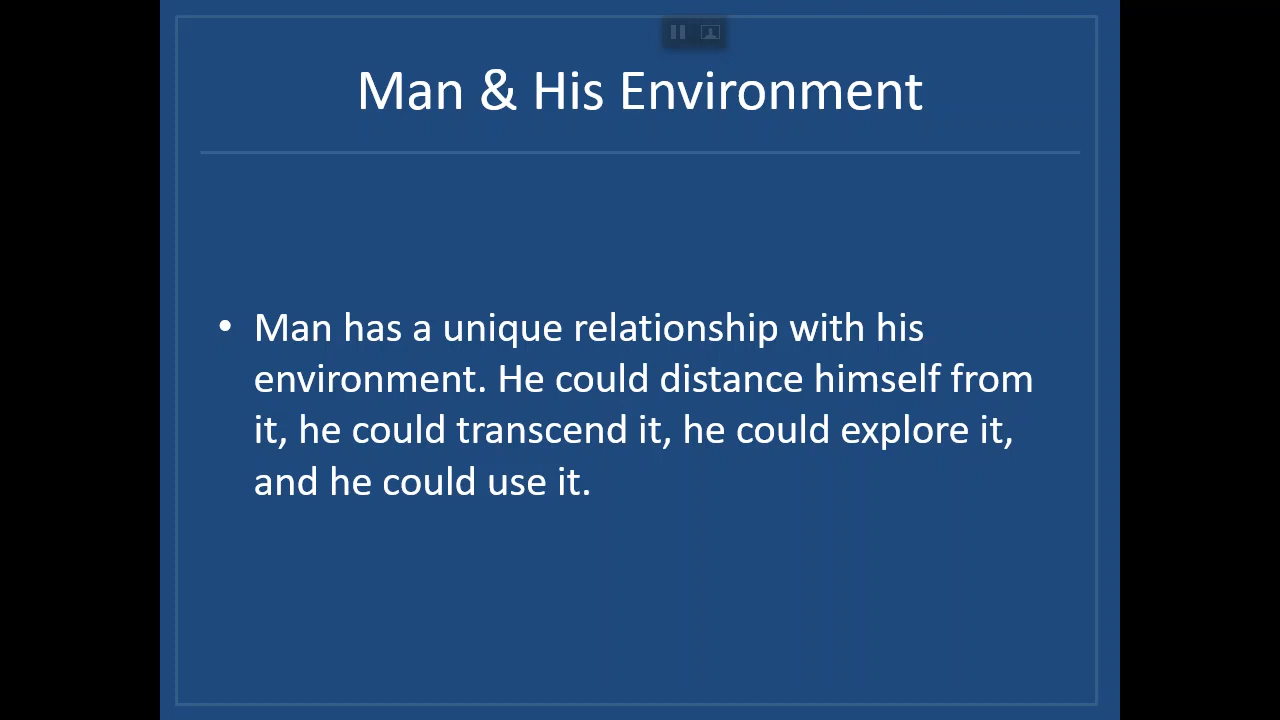 Man & His Environment
• Man has a unique relationship with his
environment. He could distance himself from
it, he could transcend it, he could explore it,
and he could use it.